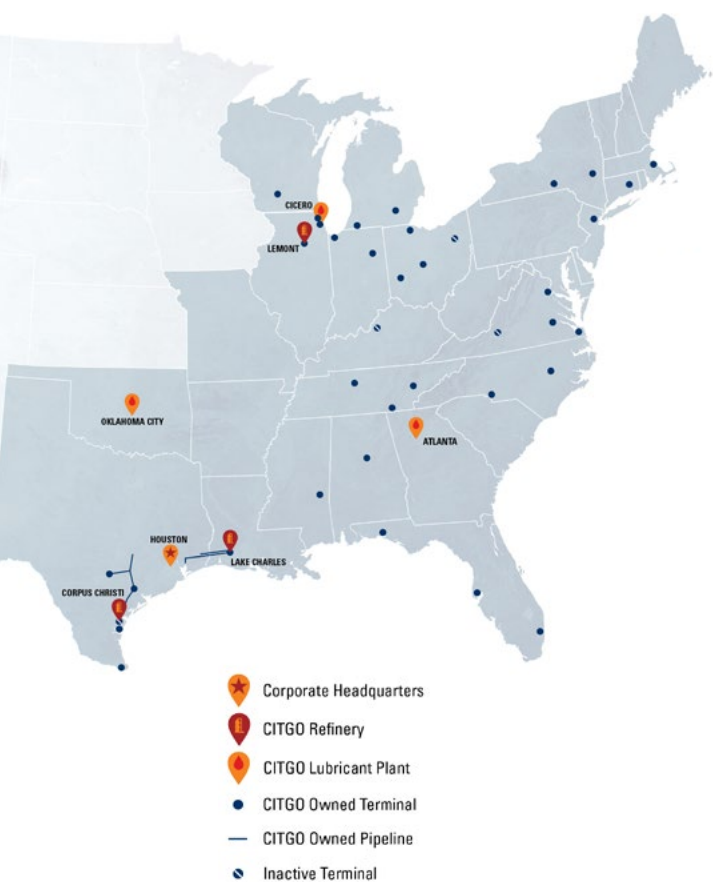 CICERO
LEMONT
OKLAHOMA CITY
ATLANTA
HOUSTON
LAKE CHARLES
CORPUS CHRISTI
Corporate Headquarters
CITGO Refinery
CITGO Lubricant Plant
CITGO Owned Terminal
CITGO Owned Pipeline
Inactive Terminal